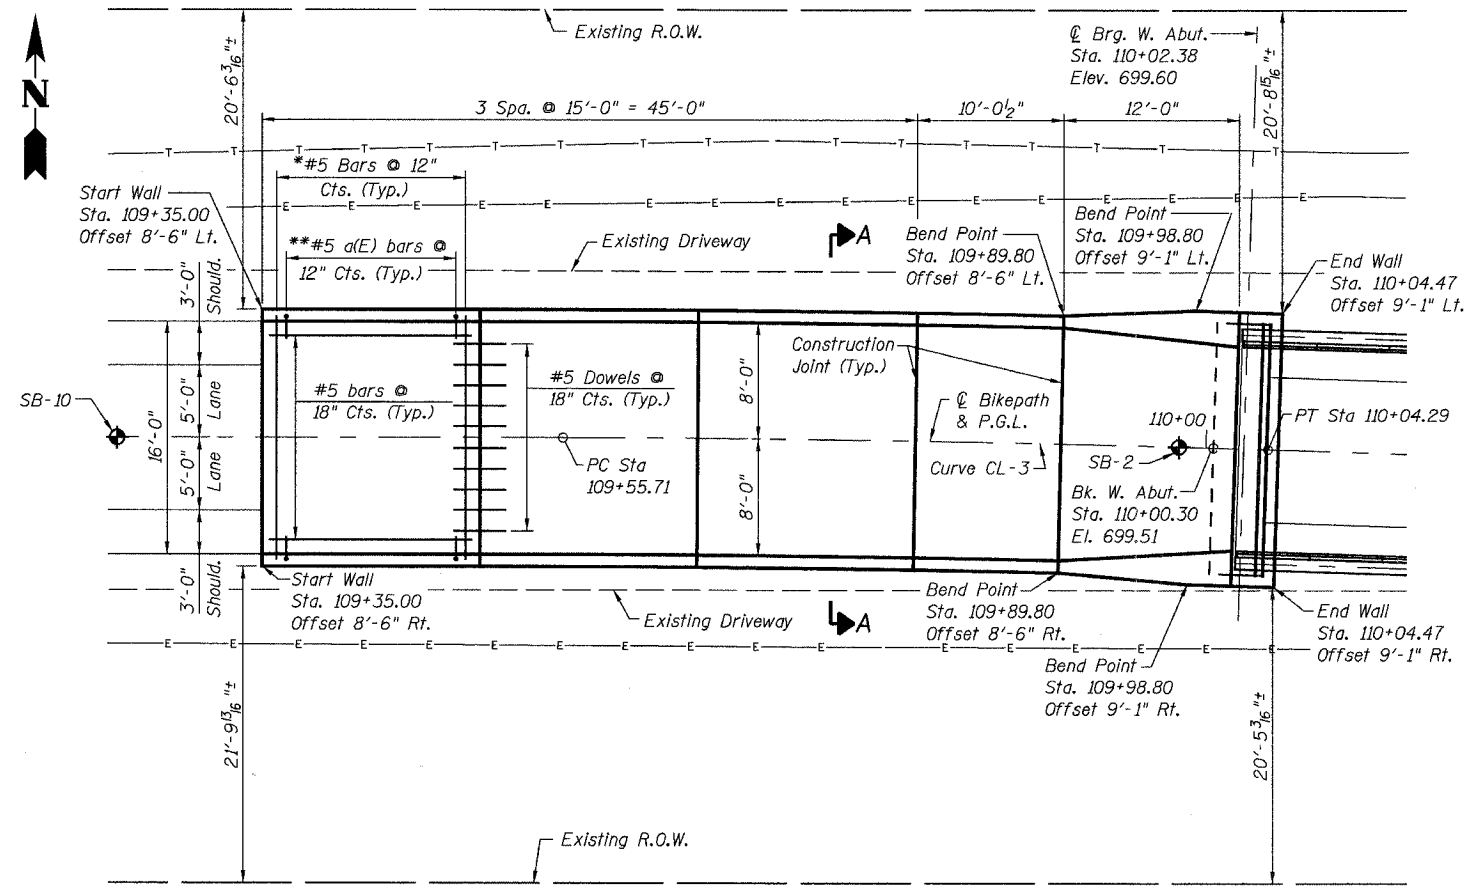 Existing R.O.W.
℄ Brg. W. Abut.
Sta. 110+02.38
Elev. 699.60
N
20'-6 3/16"±
20'-8 15/16"±
3 Spa. @ 15'-0" = 45'-0"
10'-0 1/2"
12'-0"
T T T T T T T T T T T T T T T T T T
*#5 Bars @ 12"
Cts. (Typ.)
Start Wall
Sta. 109+35.00
Offset 8'-6" Lt.
E E E E E E E E E E E E E E E E
**#5 a(E) bars @
12" Cts. (Typ.)
Existing Driveway
A
Bend Point
Sta. 109+89.80
Offset 8'-6" Lt.
Bend Point
Sta. 109+98.80
Offset 9'-1" Lt.
End Wall
Sta. 110+04.47
Offset 9'-1" Lt.
3'-0"
Should.
5'-0"
Lane
16'-0"
5'-0"
Lane
3'-0"
Should.
SB-10
#5 bars @
18" Cts. (Typ.)
#5 Dowels @
18" Cts. (Typ.)
PC Sta
109+55.71
8'-0"
8'-0"
Construction
Joint (Typ.)
℄ Bikepath
& P.G.L.
Curve CL-3
110+00
SB-2
PT Sta 110+04.29
Bk. W. Abut.
Sta. 110+00.30
El. 699.51
Start Wall
Sta. 109+35.00
Offset 8'-6" Rt.
Existing Driveway
A
Bend Point
Sta. 109+89.80
Offset 8'-6" Rt.
End Wall
Sta. 110+04.47
Offset 9'-1" Rt.
E E E E E E E E E E E E E E E E
Bend Point
Sta. 109+98.80
Offset 9'-1" Rt.
21'-9 13/16"±
20'-5 3/16"±
Existing R.O.W.